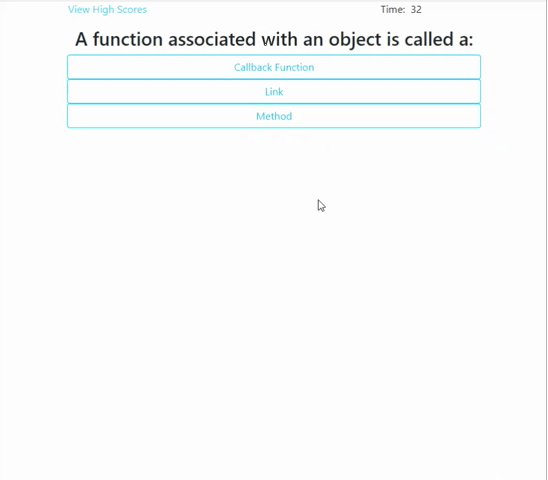 View High Scores Time: 32
A function associated with an object is called a:
Callback Function
Link
Method